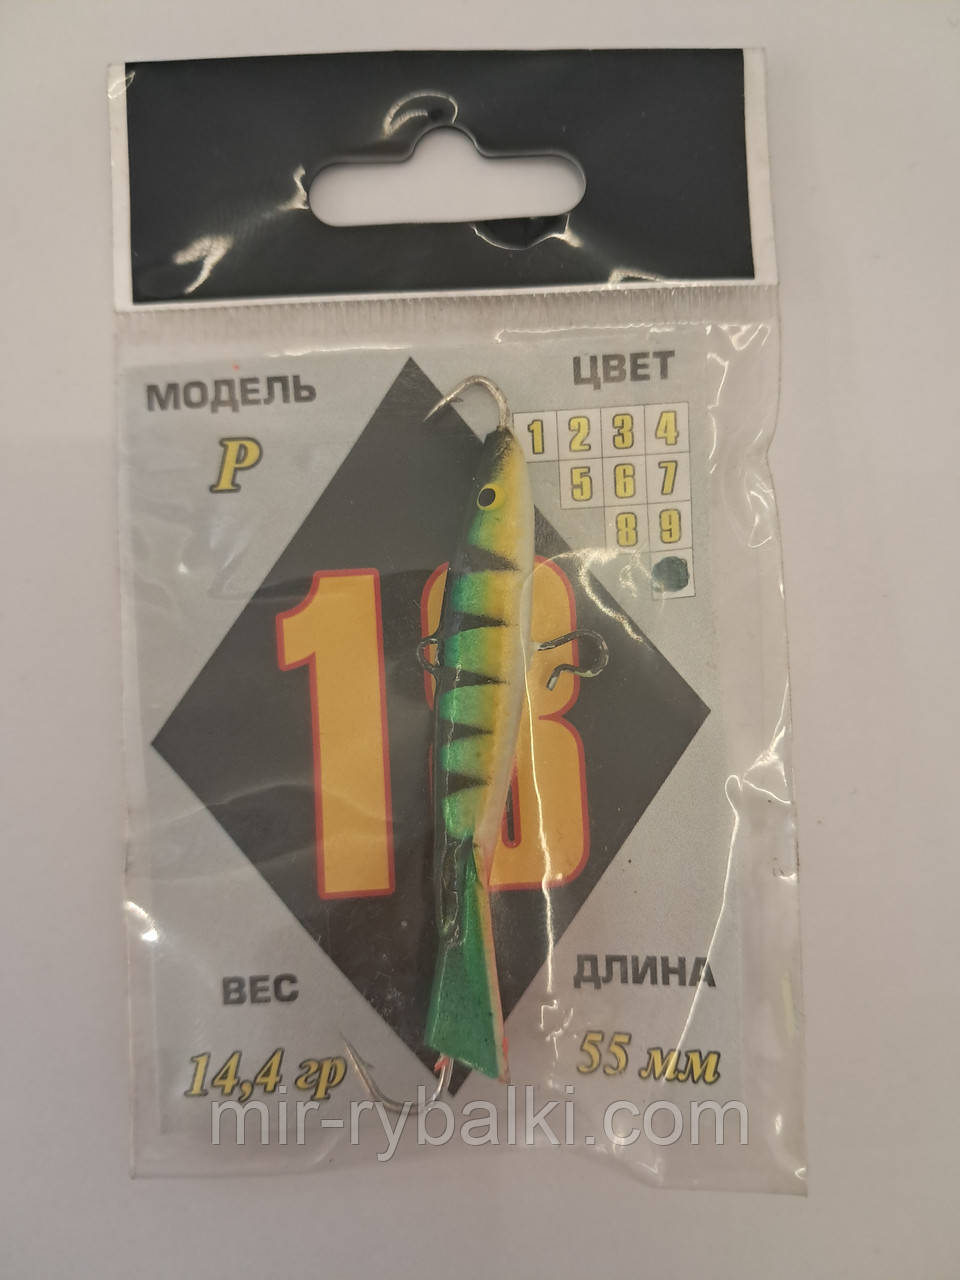 МОДЕЛЬ
P
ЦВЕТ
1 2 3 4
5 6 7
8 9
18
ВЕС
14,4 гр
ДЛИНА
55 мм
mir-rybalki.com